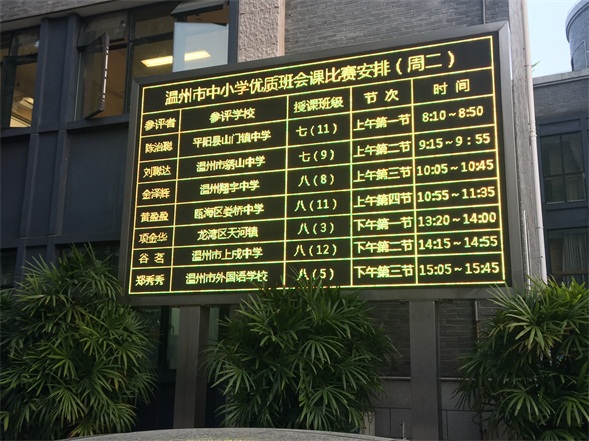 温州市中小学优质班会课比赛安排（周二）
参评者 参评学校 授课班级 节 次 时 间
陈治聪 平阳县山门镇中学 七（11） 上午第一节 8:10～8:50
刘聪达 温州市绣山中学 七（9） 上午第二节 9:15～9：55
金泽辉 温州翔宇中学 八（8） 上午第三节 10:05～10:45
黄盈盈 瓯海区娄桥中学 八（11） 上午第四节 10:55～11:35
项金华 龙湾区天河镇 八（3） 下午第一节 13:20～14:00
谷 茗 温州市上戍中学 八（12） 下午第二节 14:15～14:55
郑秀秀 温州市外国语学校 八（5） 下午第三节 15:05～15:45